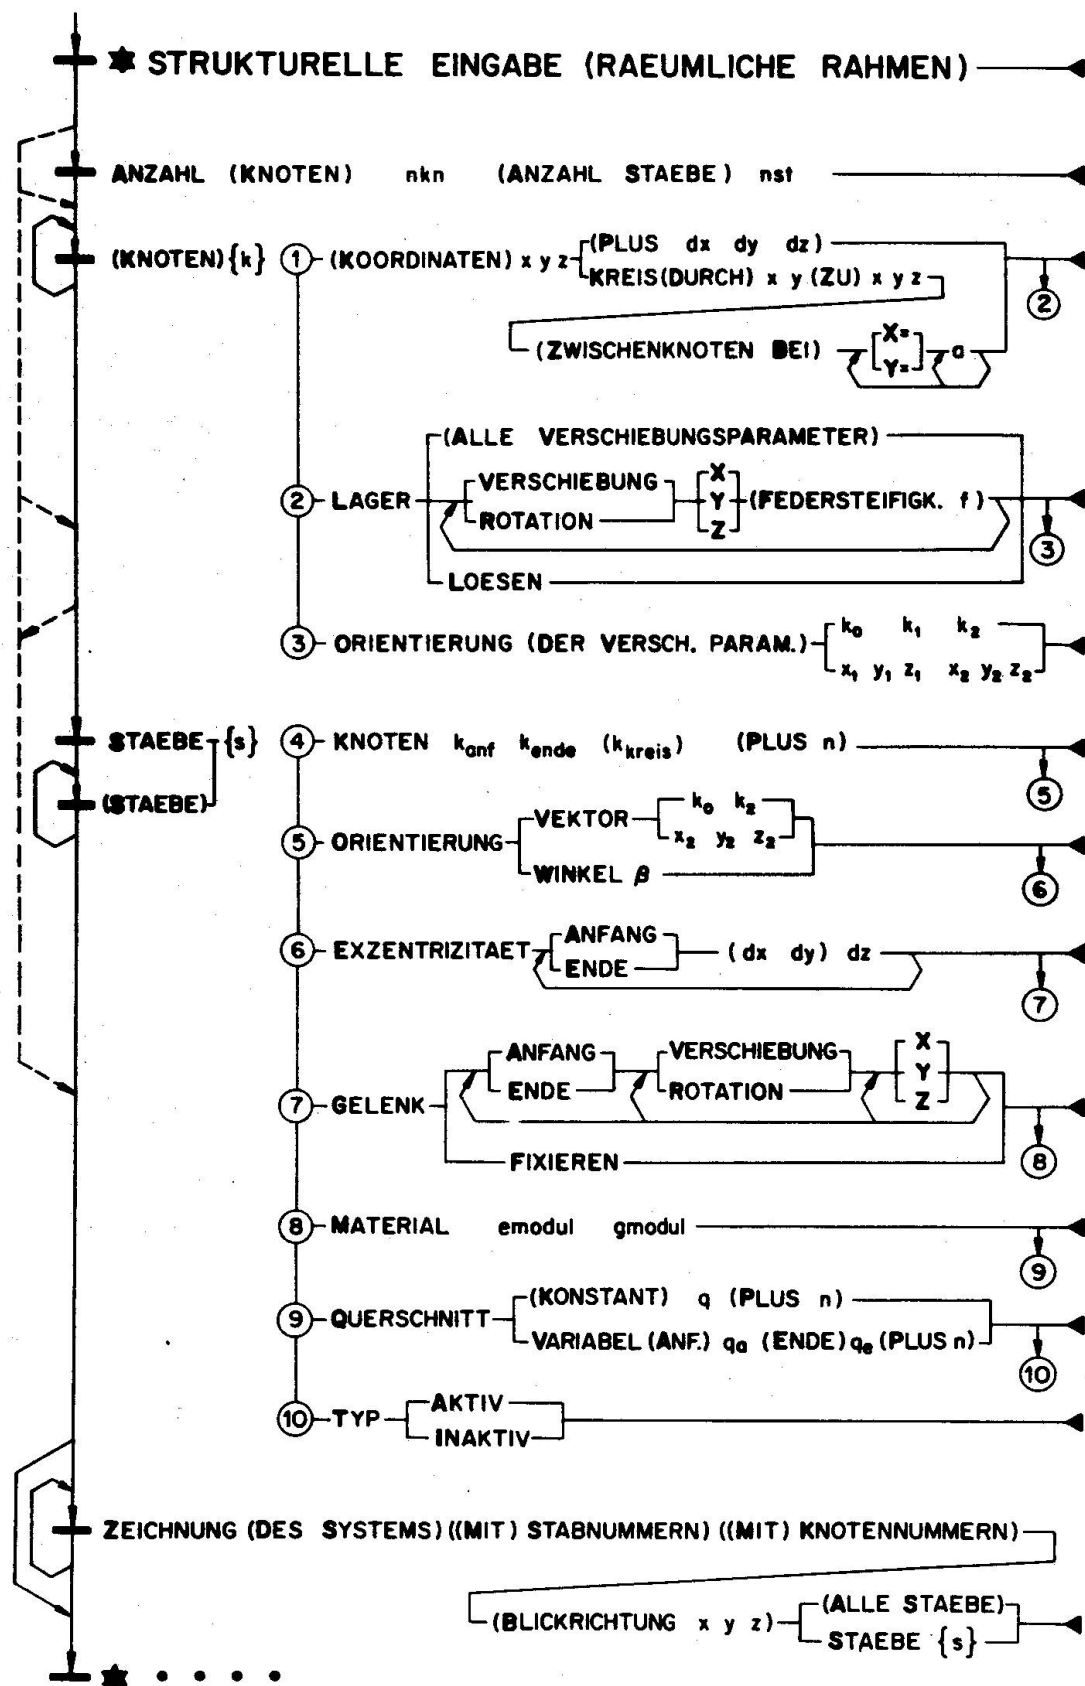 ★ STRUKTURELLE EINGABE (RAEUMLICHE RAHMEN)
ANZAHL (KNOTEN) nkn (ANZAHL STAEBE) nst
(KNOTEN) {k} 1 (KOORDINATEN) x y z (PLUS dx dy dz)
KREIS (DURCH) x y (ZU) x y z
2
(ZWISCHENKNOTEN BEI) X= Y= a
(ALLE VERSCHIEBUNGSPARAMETER)
2 LAGER VERSCHIEBUNG ROTATION X Y Z (FEDERSTEIFIGK. f)
3
LOESEN
3 ORIENTIERUNG (DER VERSCH. PARAM.) k₀ k₁ k₂
x₁ y₁ z₁ x₂ y₂ z₂
STAEBE {s} 4 KNOTEN k_anf k_ende (k_kreis) (PLUS n)
5
(STAEBE)
5 ORIENTIERUNG VEKTOR k₀ k₂
x₂ y₂ z₂
WINKEL β
6
6 EXZENTRIZITAET ANFANG ENDE (dx dy) dz
7
7 GELENK ANFANG ENDE VERSCHIEBUNG ROTATION X Y Z
FIXIEREN
8
8 MATERIAL emodul gmodul
9
9 QUERSCHNITT (KONSTANT) q (PLUS n)
VARIABEL (ANF.) qₐ (ENDE) qₑ (PLUS n)
10
10 TYP AKTIV
INAKTIV
ZEICHNUNG (DES SYSTEMS) ((MIT) STABNUMMERN) ((MIT) KNOTENNUMMERN)
(BLICKRICHTUNG x y z) (ALLE STAEBE)
STAEBE {s}
★ • • • •